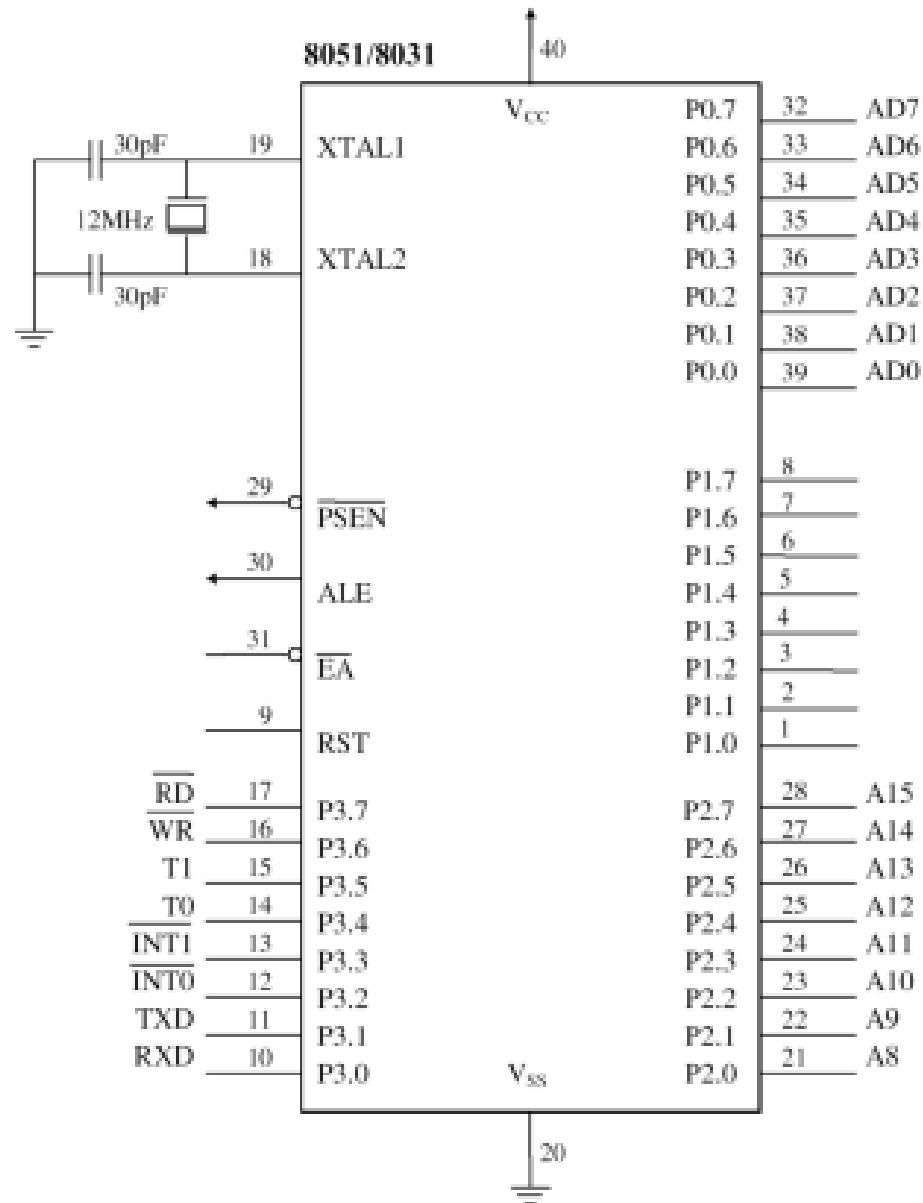 8051/8031
40
V_CC
30pF
19
XTAL1
12MHz
18
XTAL2
30pF
29
PSEN
30
ALE
31
EA
9
RST
RD 17 P3.7
WR 16 P3.6
T1 15 P3.5
T0 14 P3.4
INT1 13 P3.3
INT0 12 P3.2
TXD 11 P3.1
RXD 10 P3.0
P0.7 32 AD7
P0.6 33 AD6
P0.5 34 AD5
P0.4 35 AD4
P0.3 36 AD3
P0.2 37 AD2
P0.1 38 AD1
P0.0 39 AD0
P1.7 8
P1.6 7
P1.5 6
P1.4 5
P1.3 4
P1.2 3
P1.1 2
P1.0 1
P2.7 28 A15
P2.6 27 A14
P2.5 26 A13
P2.4 25 A12
P2.3 24 A11
P2.2 23 A10
P2.1 22 A9
P2.0 21 A8
V_SS
20